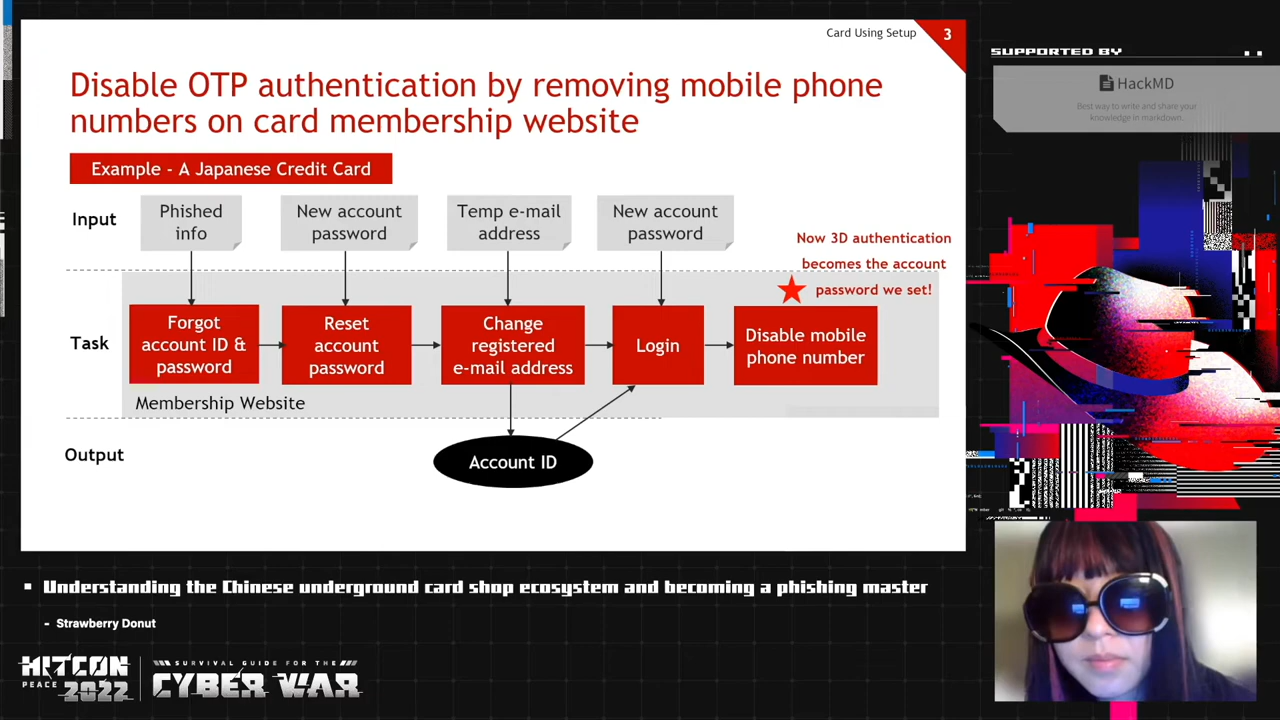 Card Using Setup
3
Disable OTP authentication by removing mobile phone
numbers on card membership website
Example - A Japanese Credit Card
Input
Phished
info
New account
password
Temp e-mail
address
New account
password
Now 3D authentication
becomes the account
password we set!
Task
Forgot
account ID &
password
Reset
account
password
Change
registered
e-mail address
Login
Disable mobile
phone number
Membership Website
Output
Account ID
SUPPORTED BY
HackMD
Best way to write and share your
knowledge in markdown.
Understanding the Chinese underground card shop ecosystem and becoming a phishing master
- Strawberry Donut
HITCON
PEACE 2022
SURVIVAL GUIDE FOR THE
CYBER WAR